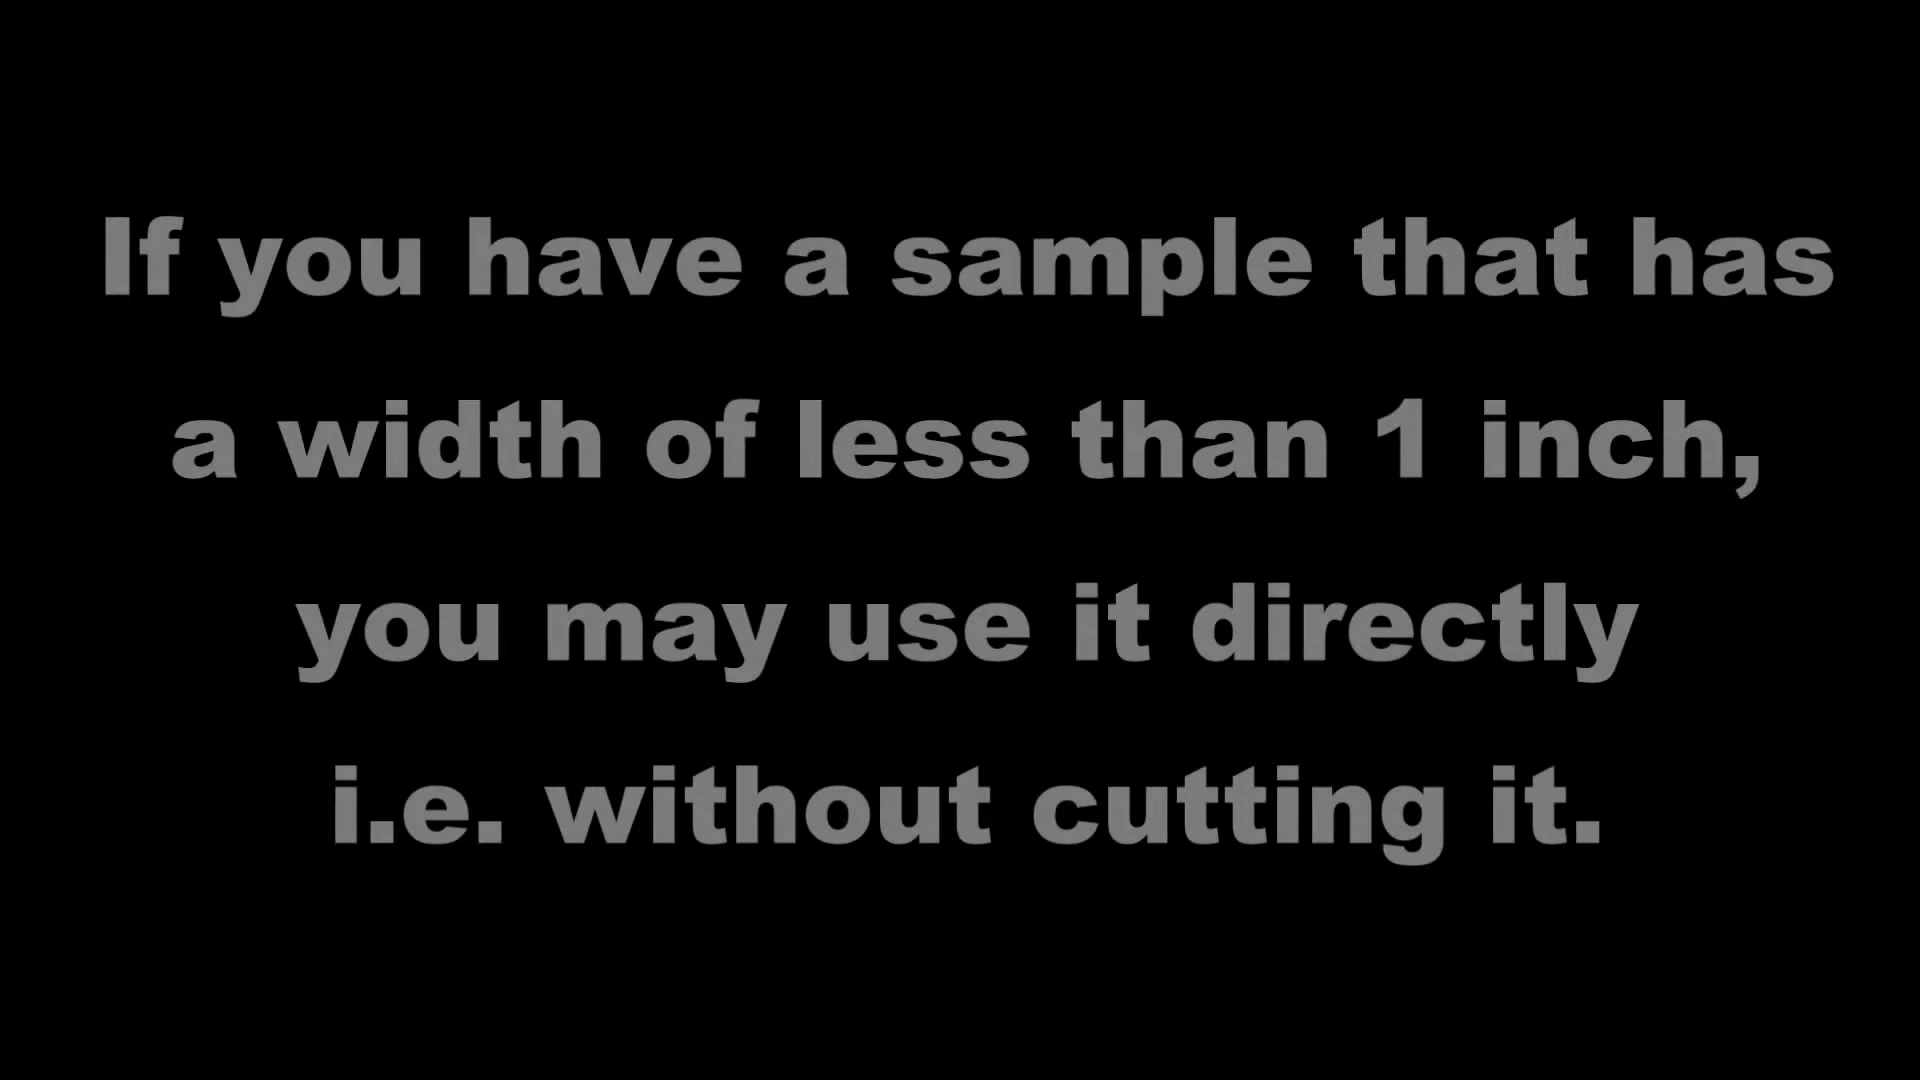 If you have a sample that has
a width of less than 1 inch,
you may use it directly
i.e. without cutting it.